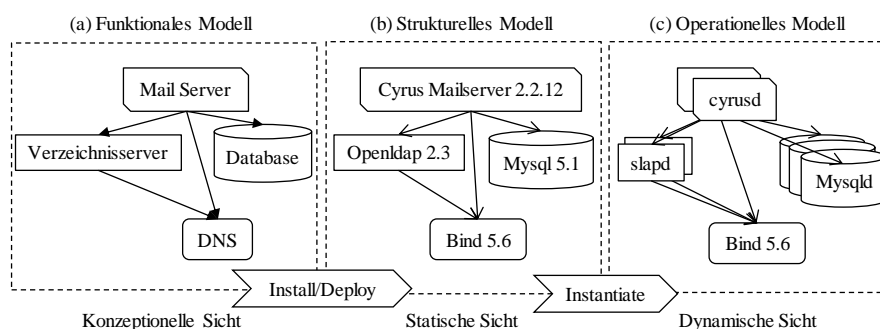 (a) Funktionales Modell
(b) Strukturelles Modell
(c) Operationelles Modell
Mail Server
Verzeichnisserver
Database
DNS
Cyrus Mailserver 2.2.12
Openldap 2.3
Mysql 5.1
Bind 5.6
cyrusd
slapd
Mysqld
Bind 5.6
Install/Deploy
Instantiate
Konzeptionelle Sicht
Statische Sicht
Dynamische Sicht